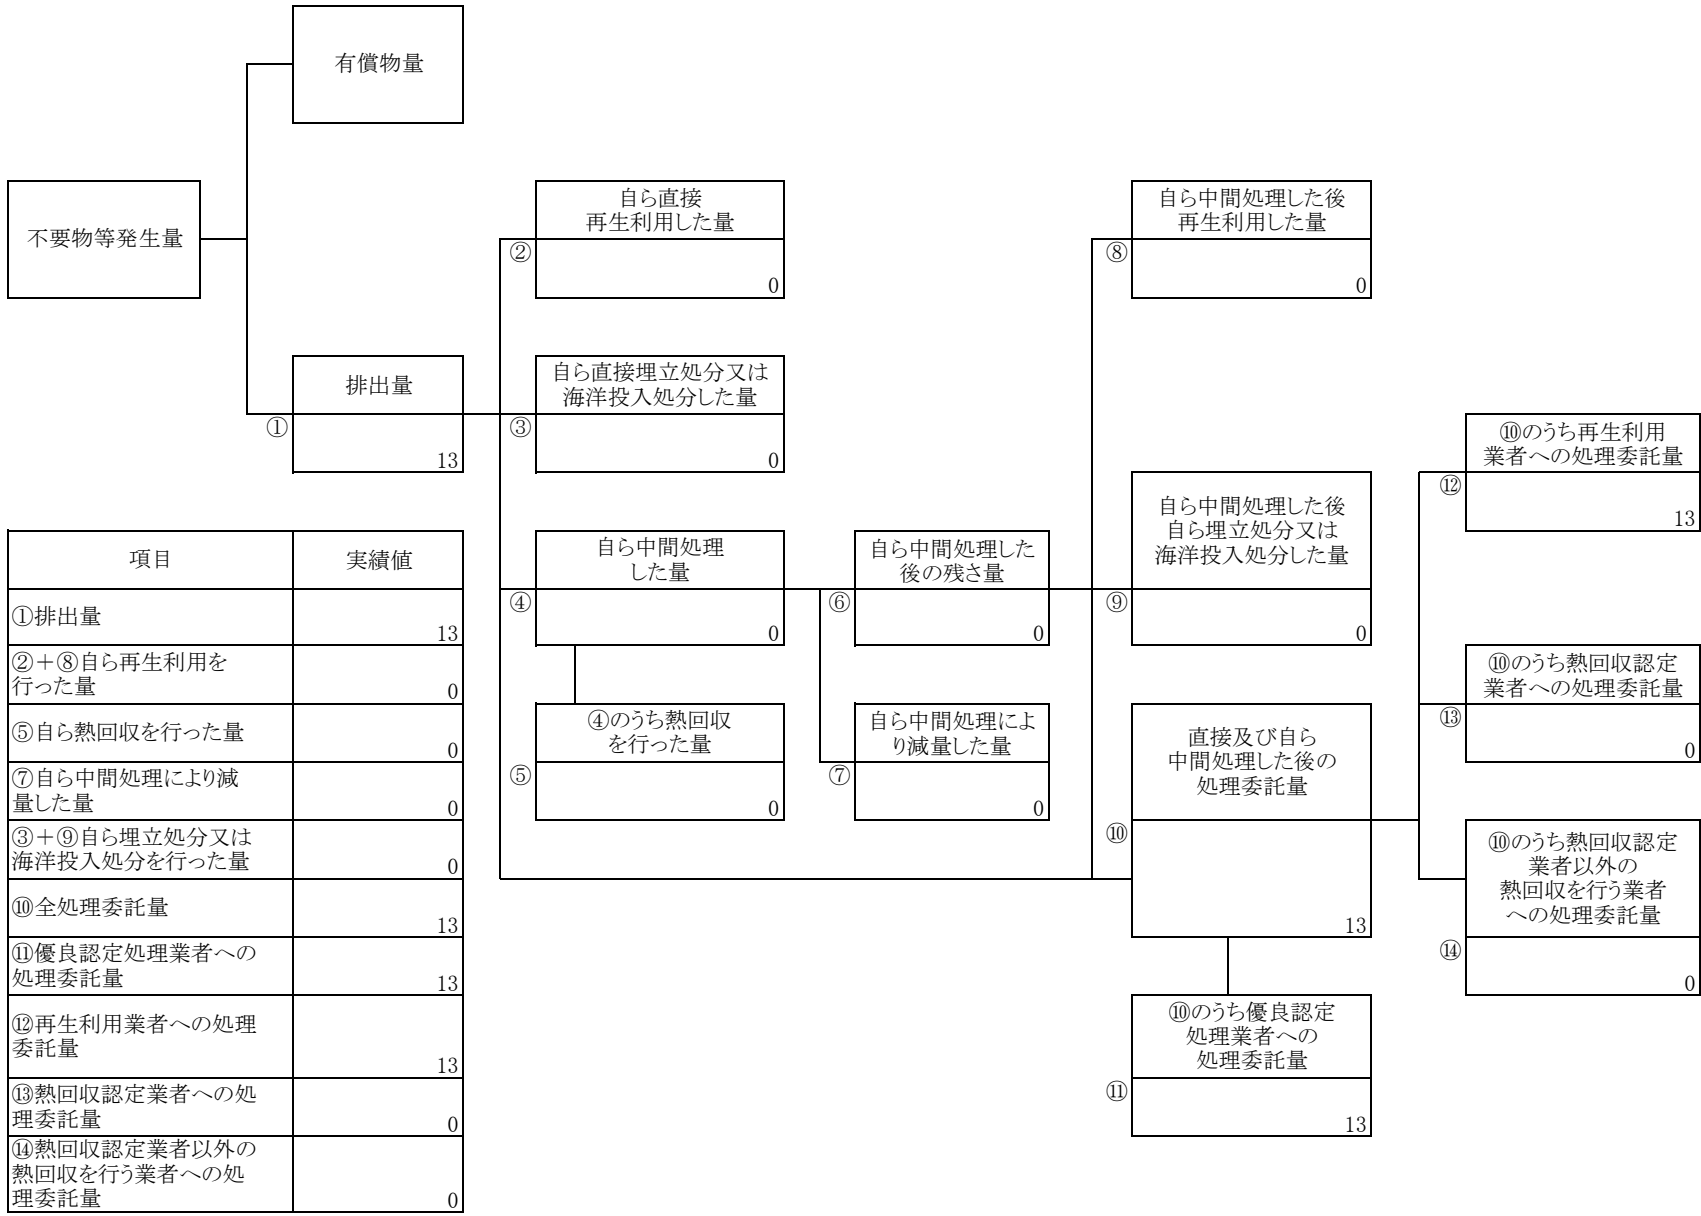 有償物量
不要物等発生量
自ら直接
再生利用した量
②
0
自ら中間処理した後
再生利用した量
⑧
0
排出量
①
13
自ら直接埋立処分又は
海洋投入処分した量
③
0
⑩のうち再生利用
業者への処理委託量
⑫
13
自ら中間処理した後
自ら埋立処分又は
海洋投入処分した量
⑨
0
自ら中間処理
した量
④
0
自ら中間処理した
後の残さ量
⑥
0
⑩のうち熱回収認定
業者への処理委託量
⑬
0
④のうち熱回収
を行った量
⑤
0
自ら中間処理によ
り減量した量
⑦
0
直接及び自ら
中間処理した後の
処理委託量
⑩
13
⑩のうち熱回収認定
業者以外の
熱回収を行う業者
への処理委託量
⑭
0
⑩のうち優良認定
処理業者への
処理委託量
⑪
13
項目 実績値
①排出量
13
②＋⑧自ら再生利用を
行った量
0
⑤自ら熱回収を行った量
0
⑦自ら中間処理により減
量した量
0
③＋⑨自ら埋立処分又は
海洋投入処分を行った量
0
⑩全処理委託量
13
⑪優良認定処理業者への
処理委託量
13
⑫再生利用業者への処理
委託量
13
⑬熱回収認定業者への処
理委託量
0
⑭熱回収認定業者以外の
熱回収を行う業者への処
理委託量
0